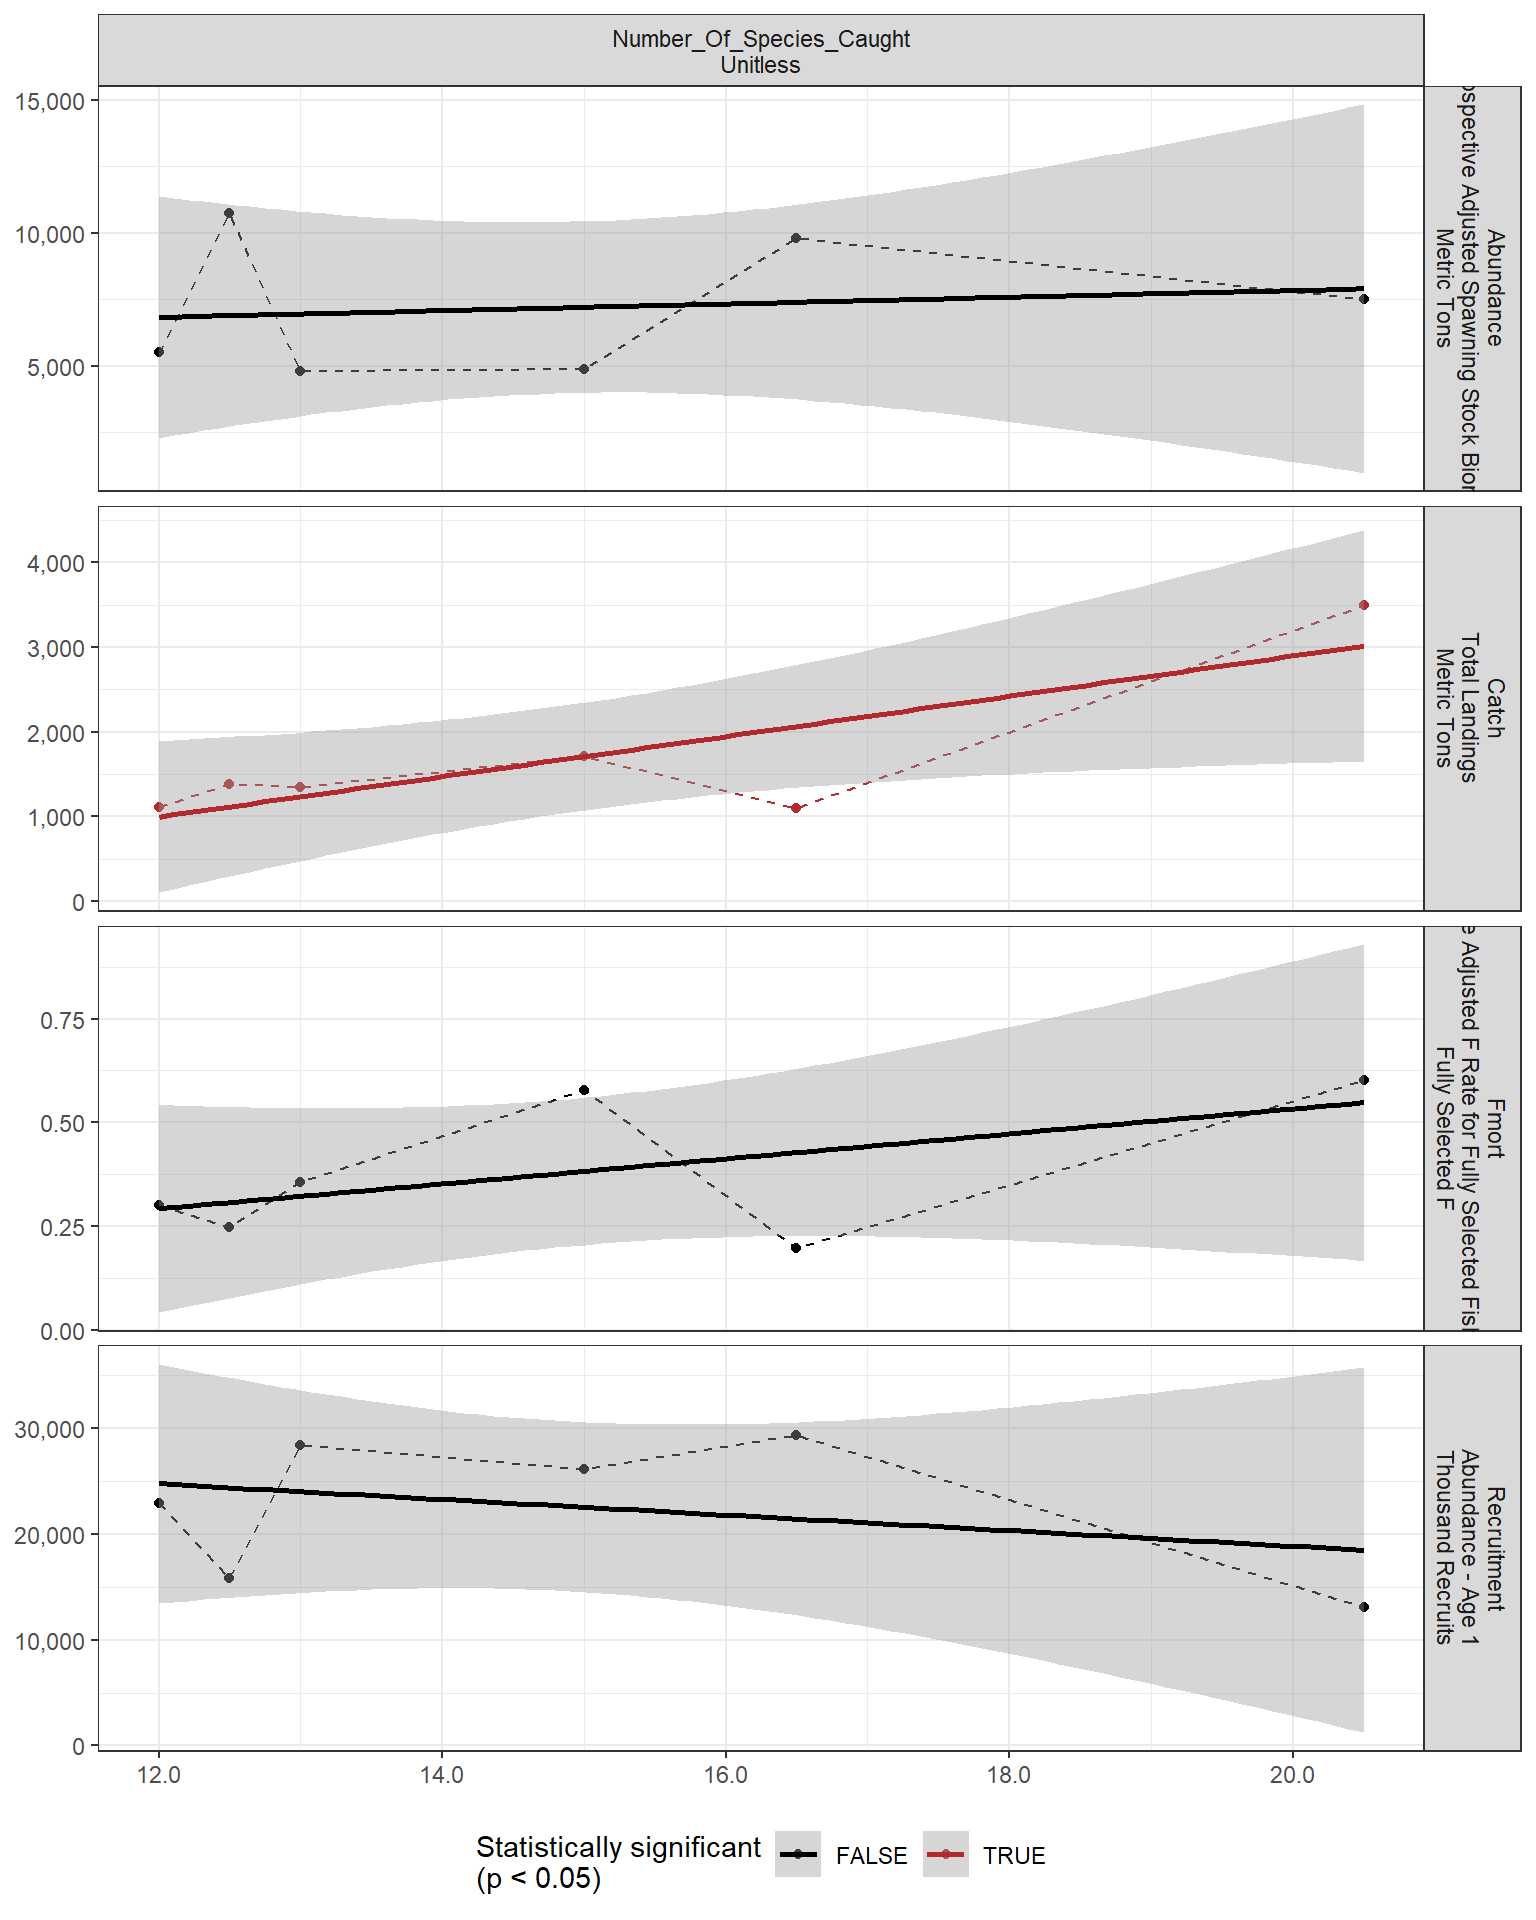 Number_Of_Species_Caught
Unitless
15,000
10,000
5,000
Abundance
Adjusted Spawning Stock
Metric Tons
4,000
3,000
2,000
1,000
0
Catch
Total Landings
Metric Tons
0.75
0.50
0.25
0.00
Fmort
Adjusted F Rate for Fully Selected
Fully Selected F
30,000
20,000
10,000
0
Recruitment
Abundance - Age 1
Thousand Recruits
12.0
14.0
16.0
18.0
20.0
Statistically significant
(p < 0.05)
FALSE
TRUE